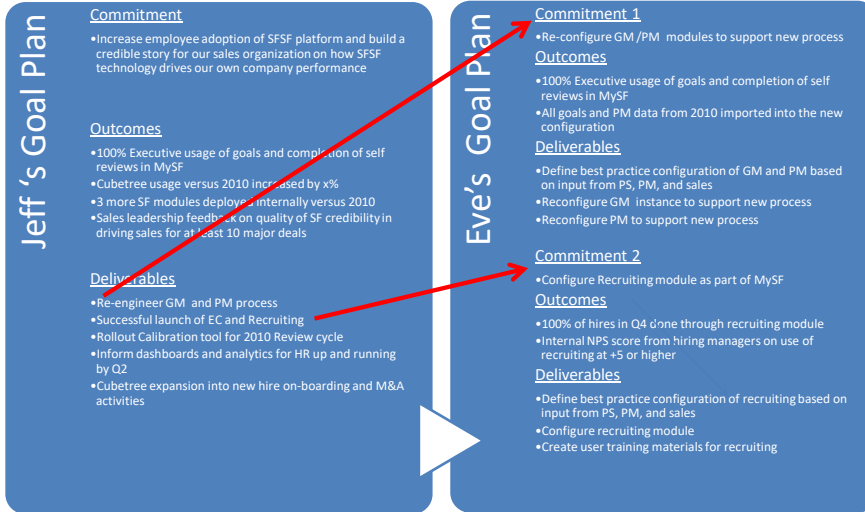 Jeff 's Goal Plan
Commitment
•Increase employee adoption of SFSF platform and build a
credible story for our sales organization on how SFSF
technology drives our own company performance
Outcomes
•100% Executive usage of goals and completion of self
reviews in MySF
•Cubetree usage versus 2010 increased by x%
•3 more SF modules deployed internally versus 2010
•Sales leadership feedback on quality of SF credibility in
driving sales for at least 10 major deals
Deliverables
•Re-engineer GM and PM process
•Successful launch of EC and Recruiting
•Rollout Calibration tool for 2010 Review cycle
•Inform dashboards and analytics for HR up and running
by Q2
•Cubetree expansion into new hire on-boarding and M&A
activities
Eve's Goal Plan
Commitment 1
•Re-configure GM /PM modules to support new process
Outcomes
•100% Executive usage of goals and completion of self
reviews in MySF
•All goals and PM data from 2010 imported into the new
configuration
Deliverables
•Define best practice configuration of GM and PM based
on input from PS, PM, and sales
•Reconfigure GM instance to support new process
•Reconfigure PM to support new process
Commitment 2
•Configure Recruiting module as part of MySF
Outcomes
•100% of hires in Q4 done through recruiting module
•Internal NPS score from hiring managers on use of
recruiting at +5 or higher
Deliverables
•Define best practice configuration of recruiting based on
input from PS, PM, and sales
•Configure recruiting module
•Create user training materials for recruiting